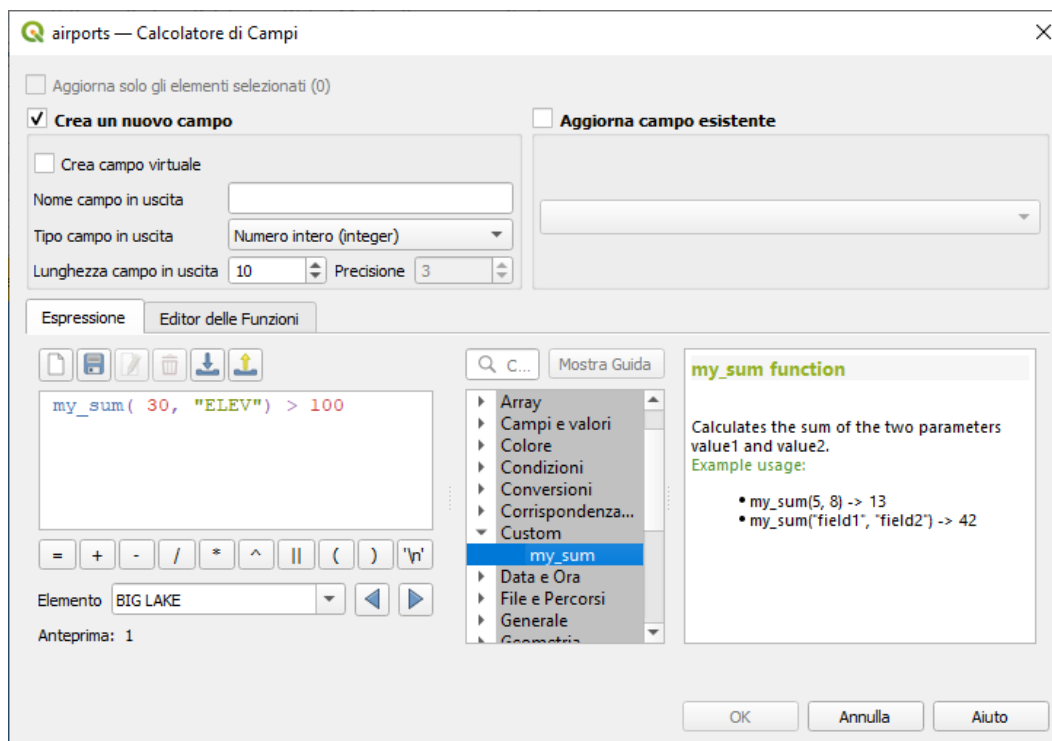 airports — Calcolatore di Campi
Aggiorna solo gli elementi selezionati (0)
Crea un nuovo campo
Aggiorna campo esistente
Crea campo virtuale
Nome campo in uscita
Tipo campo in uscita
Numero intero (integer)
Lunghezza campo in uscita
10
Precisione
3
Espressione
Editor delle Funzioni
my_sum( 30, "ELEV") > 100
= + - / * ^ || ( ) '\n'
Elemento
BIG LAKE
Anteprima: 1
C...
Mostra Guida
Array
Campi e valori
Colore
Condizioni
Conversioni
Corrispondenza...
Custom
my_sum
Data e Ora
File e Percorsi
Generale
Geometria
my_sum function
Calculates the sum of the two parameters
value1 and value2.
Example usage:
• my_sum(5, 8) -> 13
• my_sum("field1", "field2") -> 42
OK
Annulla
Aiuto